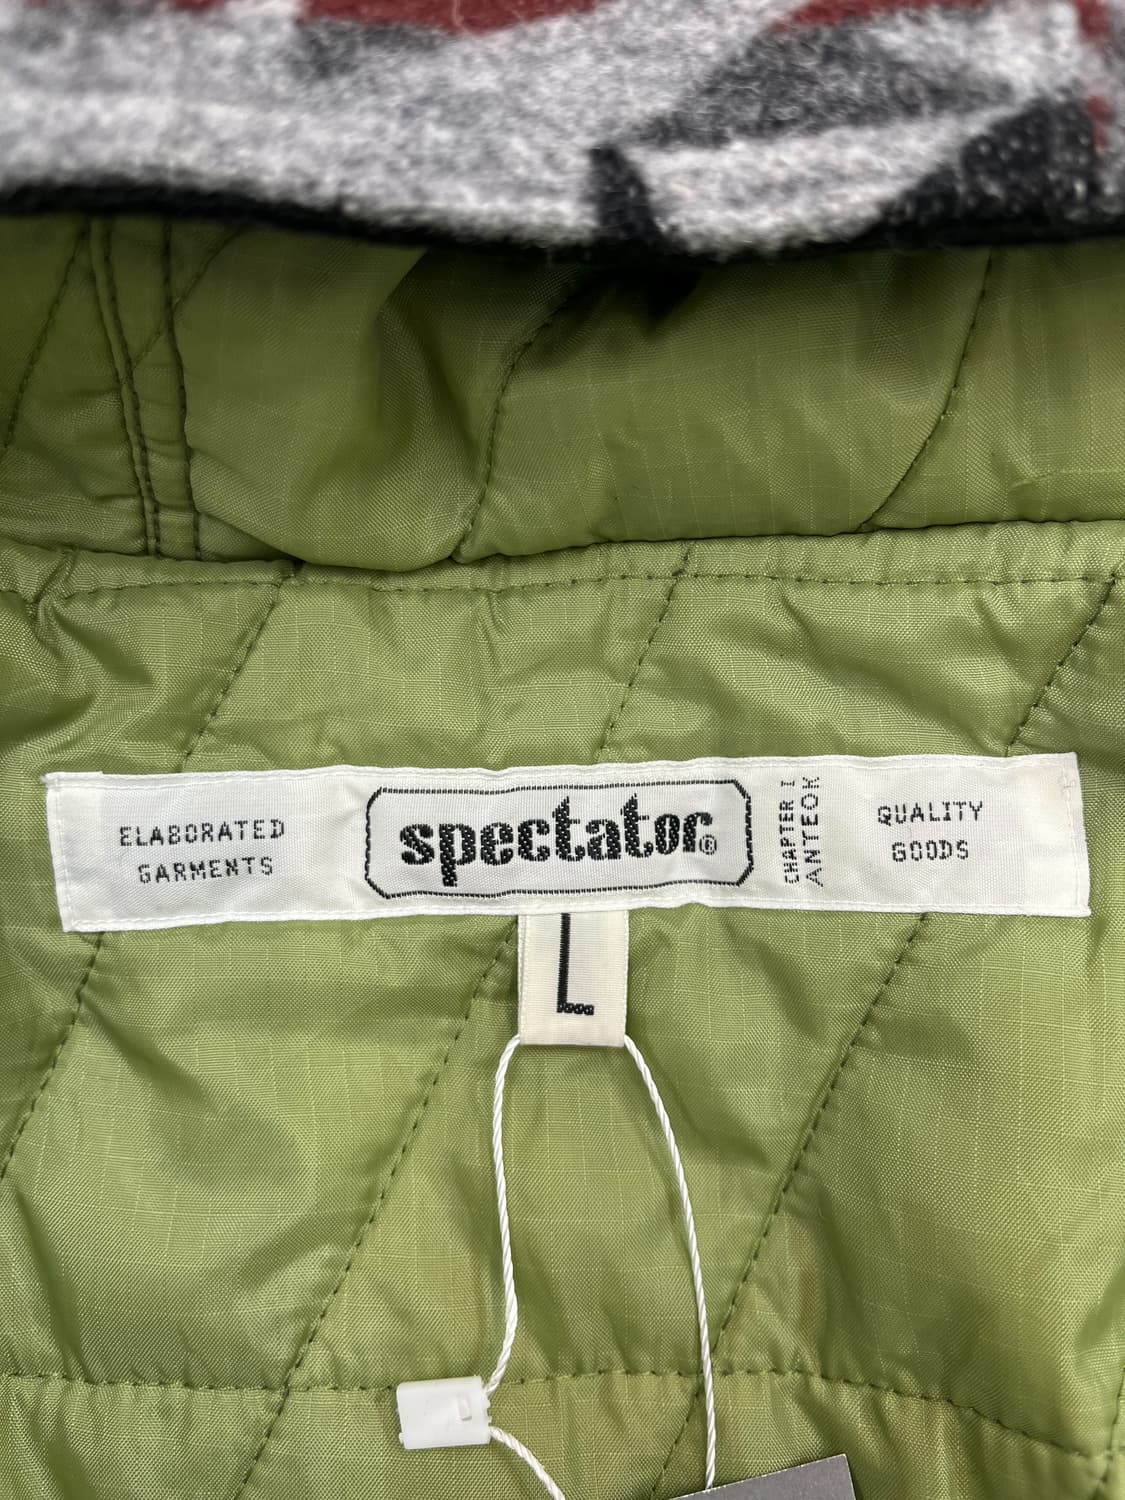 ELABORATED
GARMENTS
spectator®
CHAPTER I
ANTEOK
QUALITY
GOODS
L